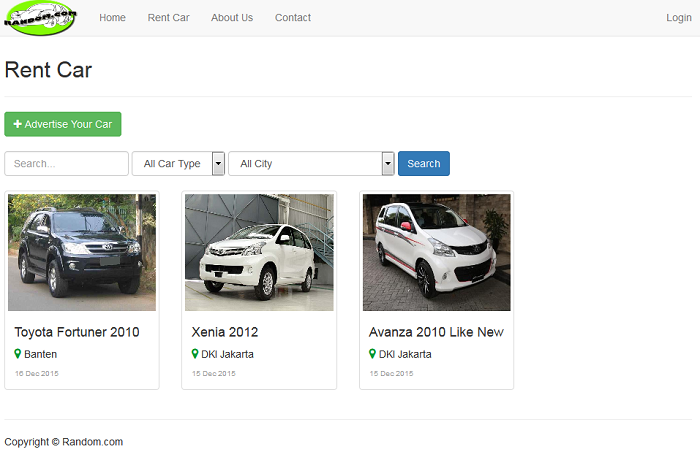 RANDOM.COM
Home Rent Car About Us Contact Login
Rent Car
+ Advertise Your Car
Search... All Car Type All City Search
Toyota Fortuner 2010 Xenia 2012 Avanza 2010 Like New
Banten DKI Jakarta DKI Jakarta
16 Dec 2015 15 Dec 2015 15 Dec 2015
Copyright © Random.com